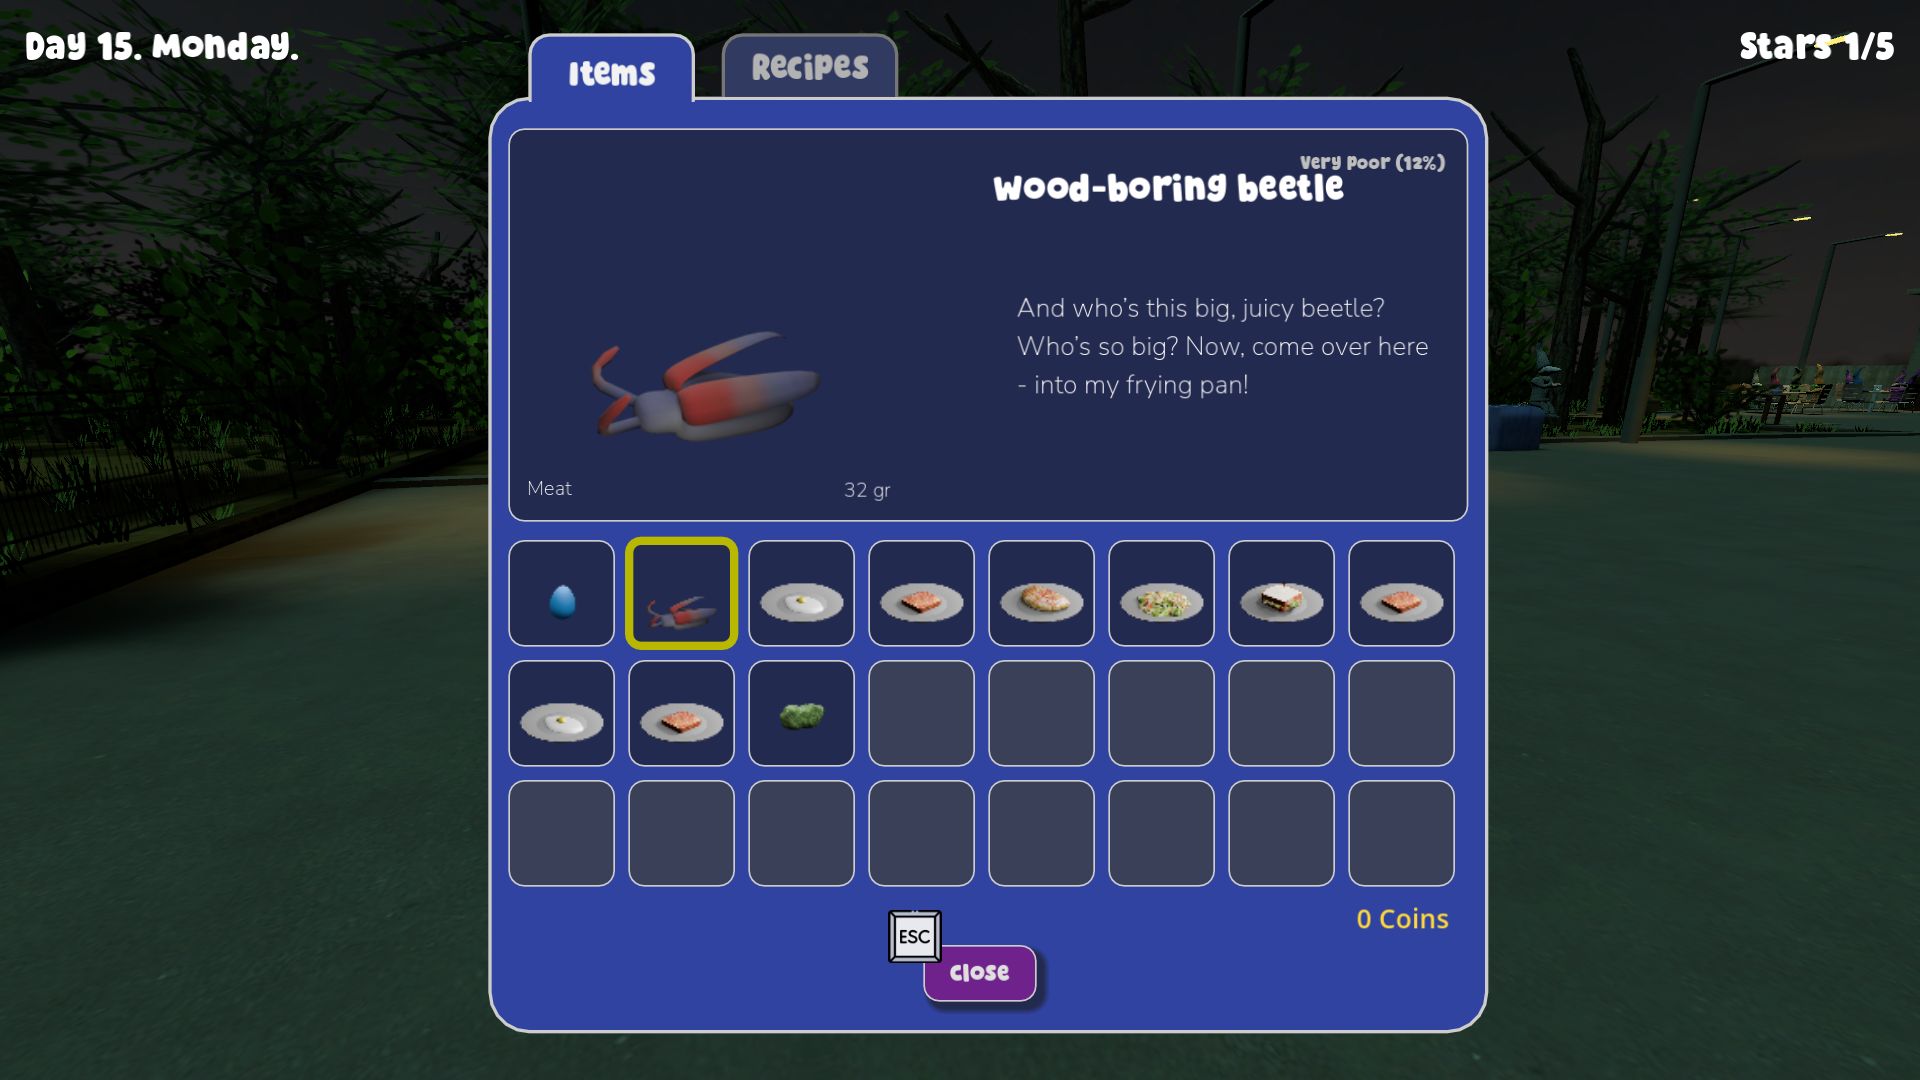 Day 15. Monday.
Stars 1/5
Items
Recipes
Very Poor (12%)
Wood-boring beetle
And who's this big, juicy beetle?
Who's so big? Now, come over here
- into my frying pan!
Meat
32 gr
0 Coins
ESC
Close